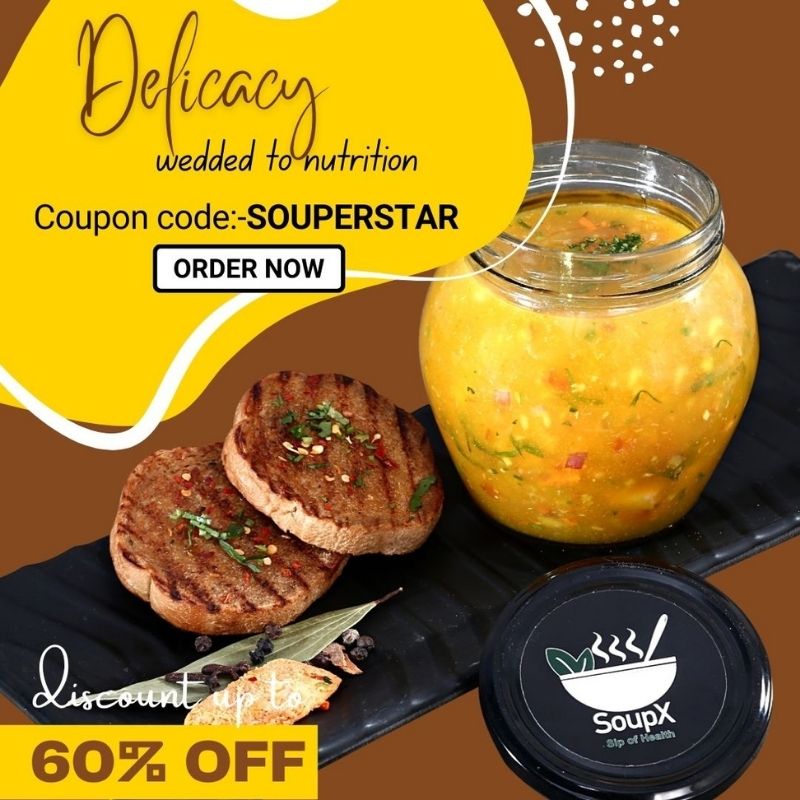 Delicacy
wedded to nutrition
Coupon code:-SOUPERSTAR
ORDER NOW
SoupX
Sip of Health
discount up to
60% OFF